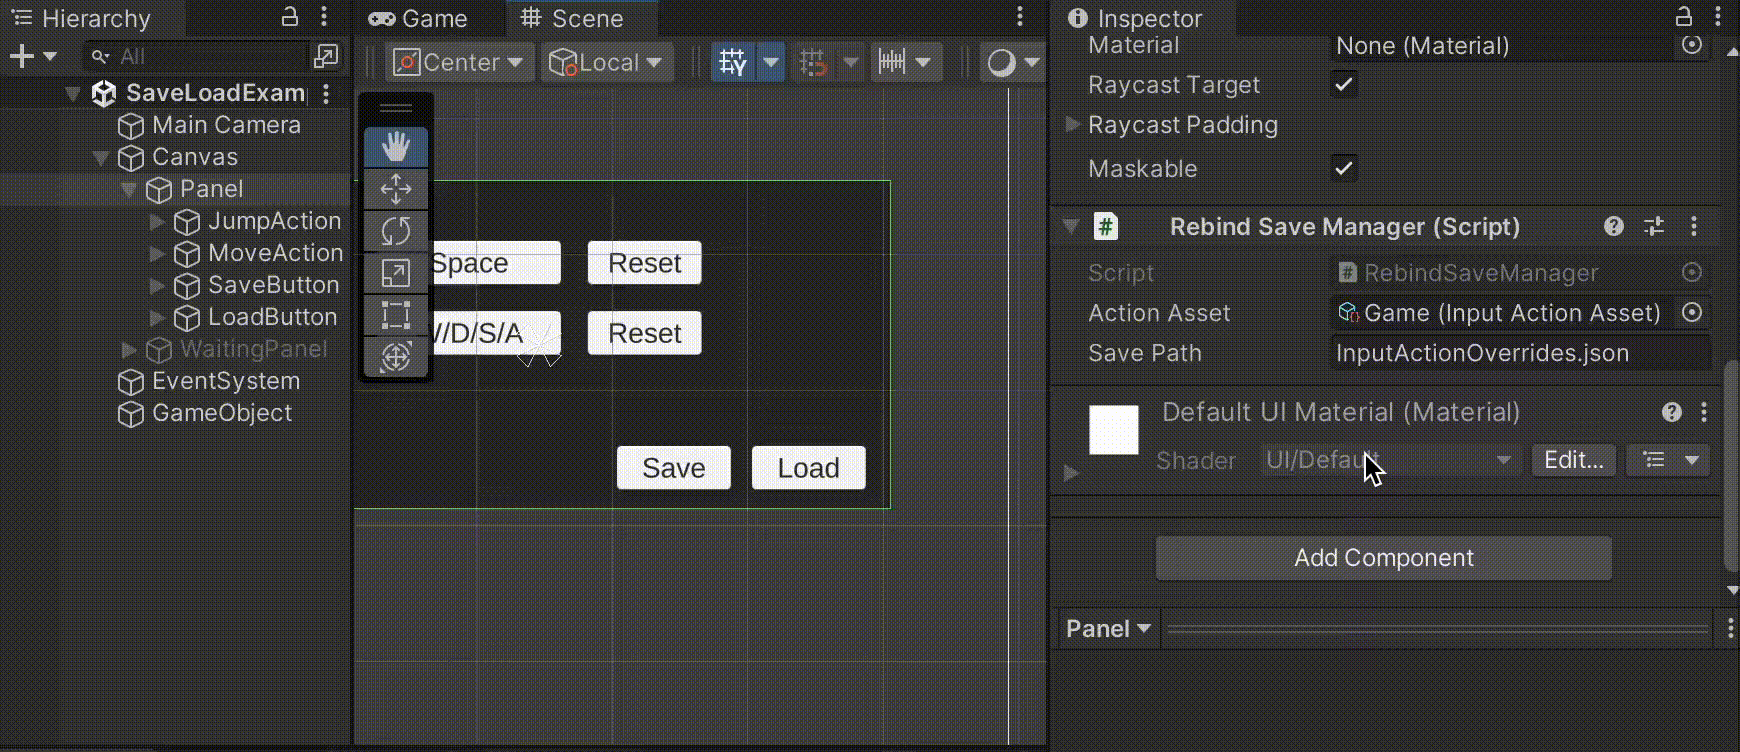 Hierarchy
All
SaveLoadExam
Main Camera
Canvas
Panel
JumpAction
MoveAction
SaveButton
LoadButton
WaitingPanel
EventSystem
GameObject
Game
Scene
Center
Local
Space
Reset
/D/S/A
Reset
Save
Load
Inspector
Material
None (Material)
Raycast Target
Raycast Padding
Maskable
Rebind Save Manager (Script)
Script
RebindSaveManager
Action Asset
Game (Input Action Asset)
Save Path
InputActionOverrides.json
Default UI Material (Material)
Shader
UI/Default
Edit...
Add Component
Panel